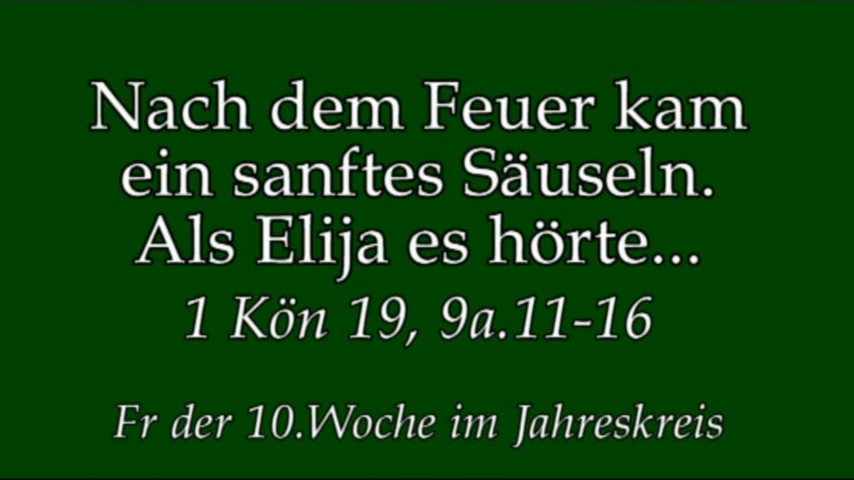 Nach dem Feuer kam
ein sanftes Säuseln.
Als Elija es hörte...
1 Kön 19, 9a.11-16
Fr der 10.Woche im Jahreskreis